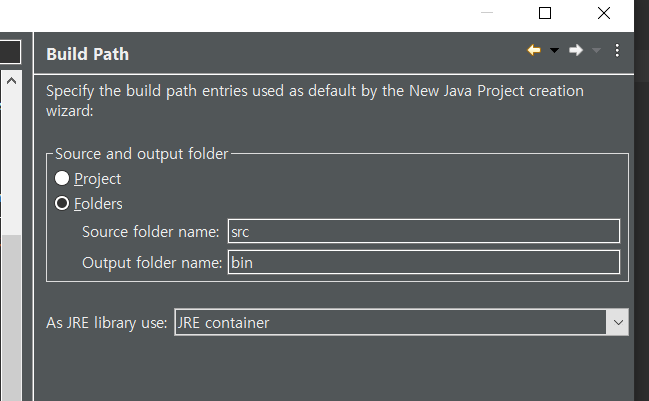 Build Path
Specify the build path entries used as default by the New Java Project creation
wizard:
Source and output folder
Project
Folders
Source folder name: src
Output folder name: bin
As JRE library use: JRE container